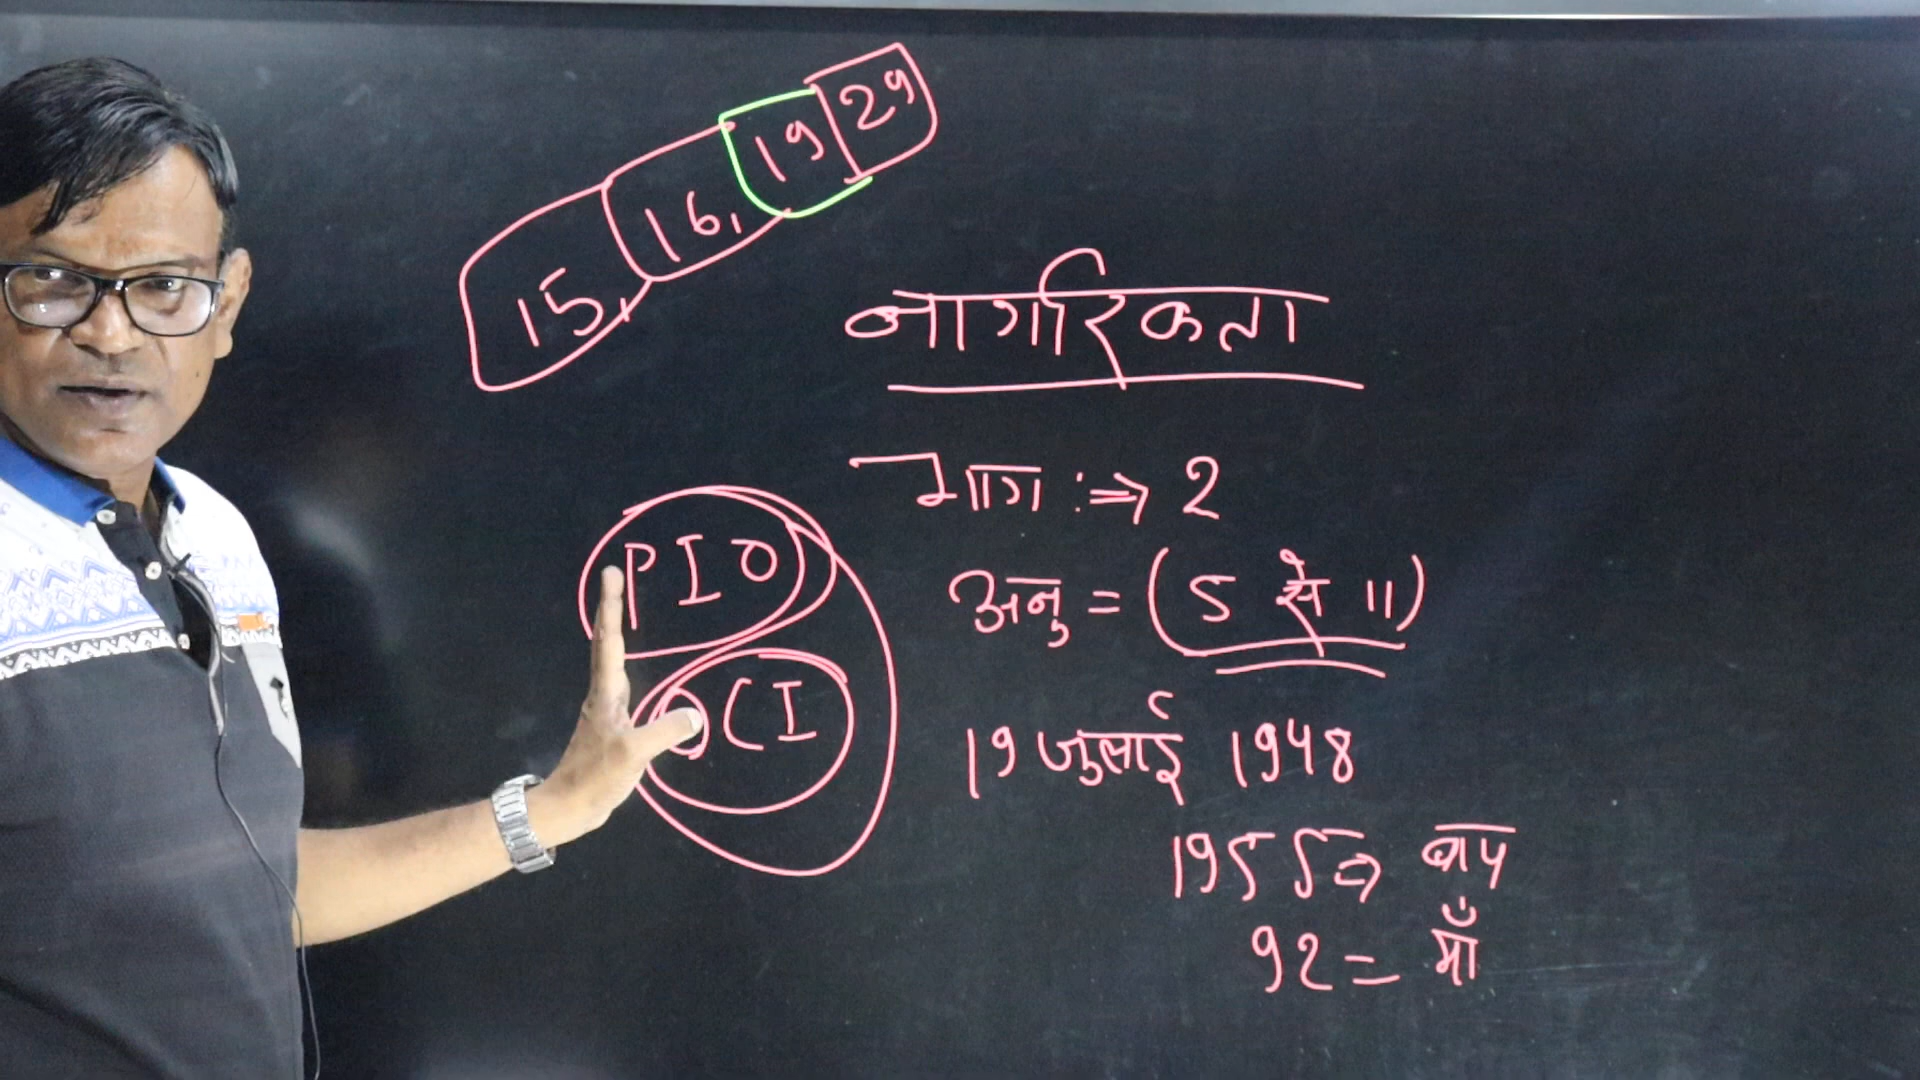 15, 16, 19 29
नागरिकता
भाग :⇒ 2
PIO
अनु = (5 से 11)
OCI
19 जुलाई 1948
1955 ⇒ बाप
92 = माँ